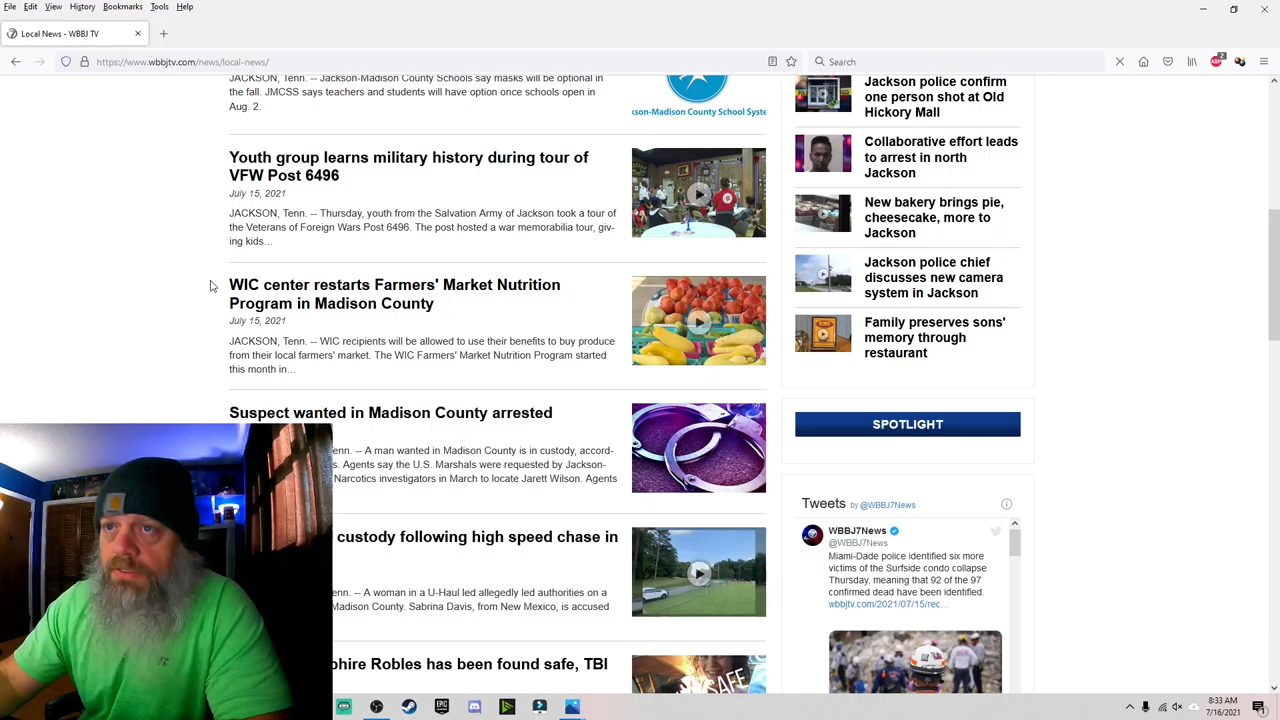 File Edit View History Bookmarks Tools Help
Local News - WBBJ TV
https://www.wbbjtv.com/news/local-news/
Search
2
JACKSON, Tenn. -- Jackson-Madison County Schools say masks will be optional in
the fall. JMCSS says teachers and students will have option once schools open in
Aug. 2.
kson-Madison County School Syste
Youth group learns military history during tour of
VFW Post 6496
July 15, 2021
JACKSON, Tenn. -- Thursday, youth from the Salvation Army of Jackson took a tour of
the Veterans of Foreign Wars Post 6496. The post hosted a war memorabilia tour, giv-
ing kids...
WIC center restarts Farmers' Market Nutrition
Program in Madison County
July 15, 2021
JACKSON, Tenn. -- WIC recipients will be allowed to use their benefits to buy produce
from their local farmers' market. The WIC Farmers' Market Nutrition Program started
this month in...
Suspect wanted in Madison County arrested
enn. -- A man wanted in Madison County is in custody, accord-
s. Agents say the U.S. Marshals were requested by Jackson-
Narcotics investigators in March to locate Jarett Wilson. Agents
custody following high speed chase in
enn. -- A woman in a U-Haul led allegedly led authorities on a
Madison County. Sabrina Davis, from New Mexico, is accused
phire Robles has been found safe, TBI
SAFE
Jackson police confirm
one person shot at Old
Hickory Mall
Collaborative effort leads
to arrest in north
Jackson
New bakery brings pie,
cheesecake, more to
Jackson
Jackson police chief
discusses new camera
system in Jackson
Family preserves sons'
memory through
restaurant
SPOTLIGHT
Tweets by @WBBJ7News
WBBJ7News
@WBBJ7News
Miami-Dade police identified six more
victims of the Surfside condo collapse
Thursday, meaning that 92 of the 97
confirmed dead have been identified.
wbbjtv.com/2021/07/15/rec...
8:33 AM
7/16/2021